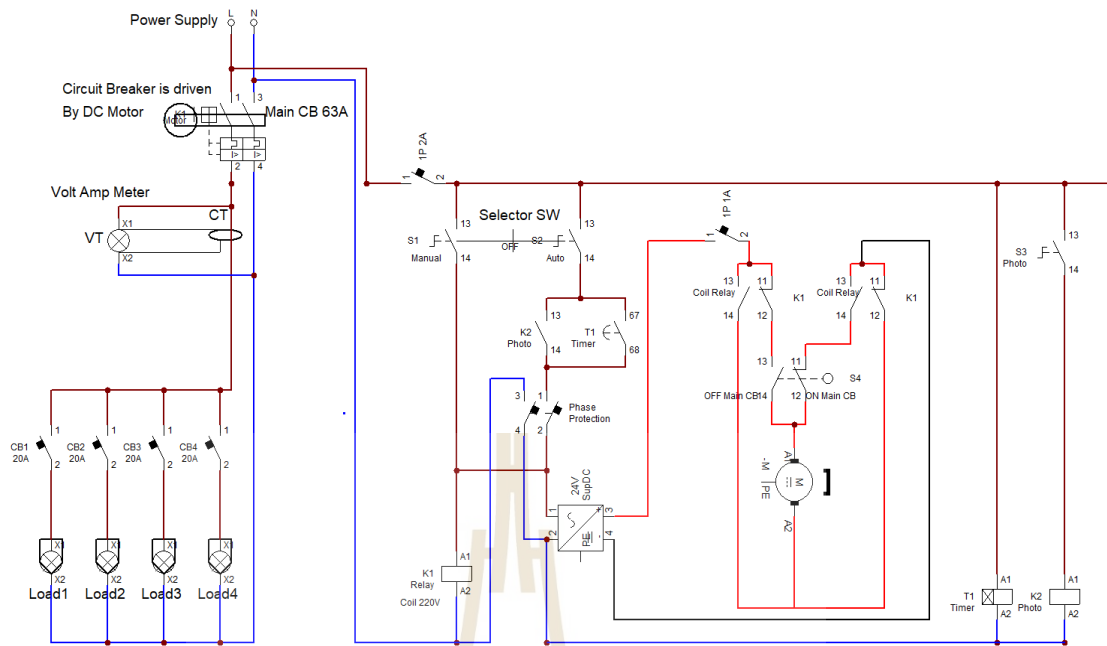 Power Supply
L N
Circuit Breaker is driven
By DC Motor
K1
Motor
1 3
Main CB 63A
I> I>
2 4
Volt Amp Meter
X1
CT
VT
X2
1P 2A
1 2
Selector SW
13
S1
Manual
14
OFF
13
S2
Auto
14
1P 1A
1 2
13
S3
Photo
14
13 11
Coil Relay
K1
14 12
13 11
Coil Relay
K1
14 12
13
K2
Photo
14
67
T1
Timer
68
13 11
S4
OFF Main CB
14
12
ON Main CB
3 1
Phase
Protection
4 2
1
CB1
20A
2
1
CB2
20A
2
1
CB3
20A
2
1
CB4
20A
2
A1
-M
M
PE
A2
24V
SupDC
1 + 3
2 PE 4
X1
X2
Load1
X1
X2
Load2
X1
X2
Load3
X1
X2
Load4
A1
K1
Relay
A2
Coil 220V
A1
T1
Timer
A2
A1
K2
Photo
A2